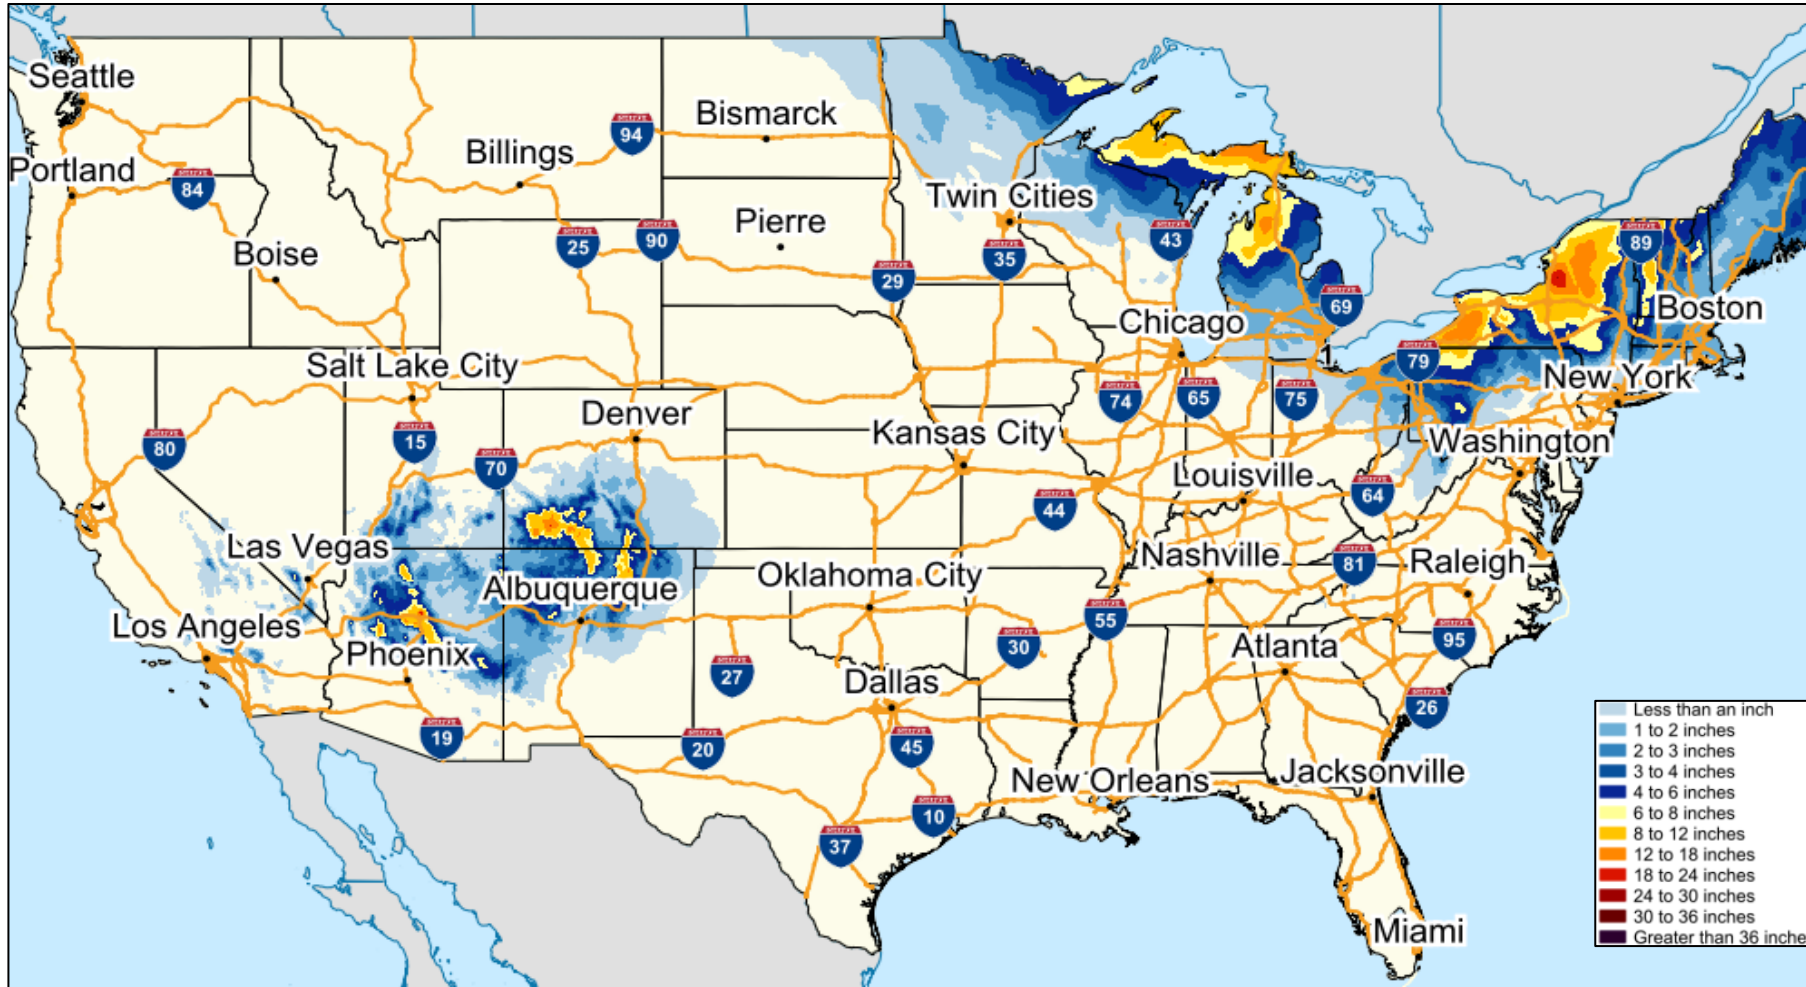 Seattle
Bismarck
94
Billings
Portland
84
Twin Cities
Pierre
43
25
90
89
Boise
35
29
69
Boston
Chicago
Salt Lake City
79
New York
74
65
75
Denver
Kansas City
Washington
80
15
70
Louisville
64
44
Las Vegas
Nashville
81
Raleigh
Oklahoma City
Albuquerque
55
Los Angeles
95
30
Atlanta
Phoenix
27
Dallas
26
19
20
45
Less than an inch
1 to 2 inches
2 to 3 inches
3 to 4 inches
4 to 6 inches
6 to 8 inches
8 to 12 inches
12 to 18 inches
18 to 24 inches
24 to 30 inches
30 to 36 inches
Greater than 36 inche
New Orleans
Jacksonville
10
37
Miami